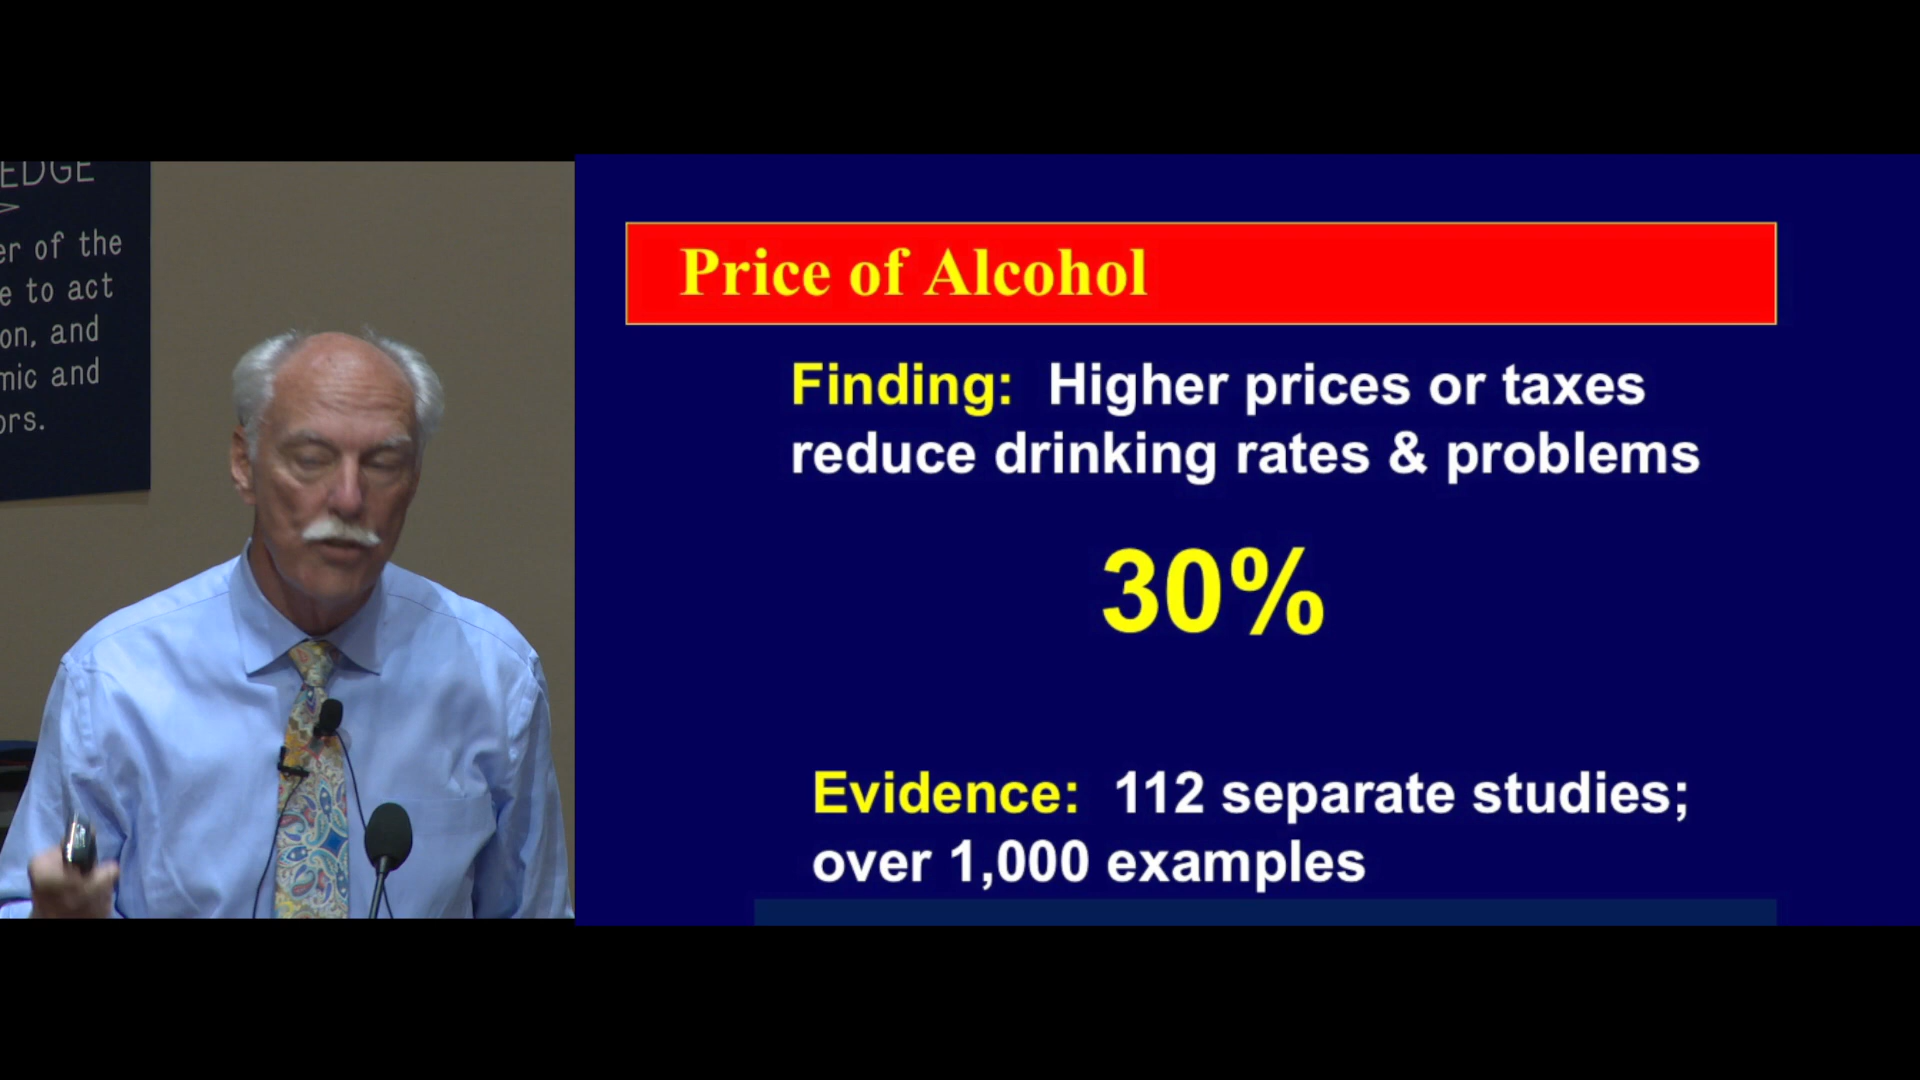 er of the
e to act
on, and
mic and
ors.
Price of Alcohol
Finding: Higher prices or taxes
reduce drinking rates & problems
30%
Evidence: 112 separate studies;
over 1,000 examples